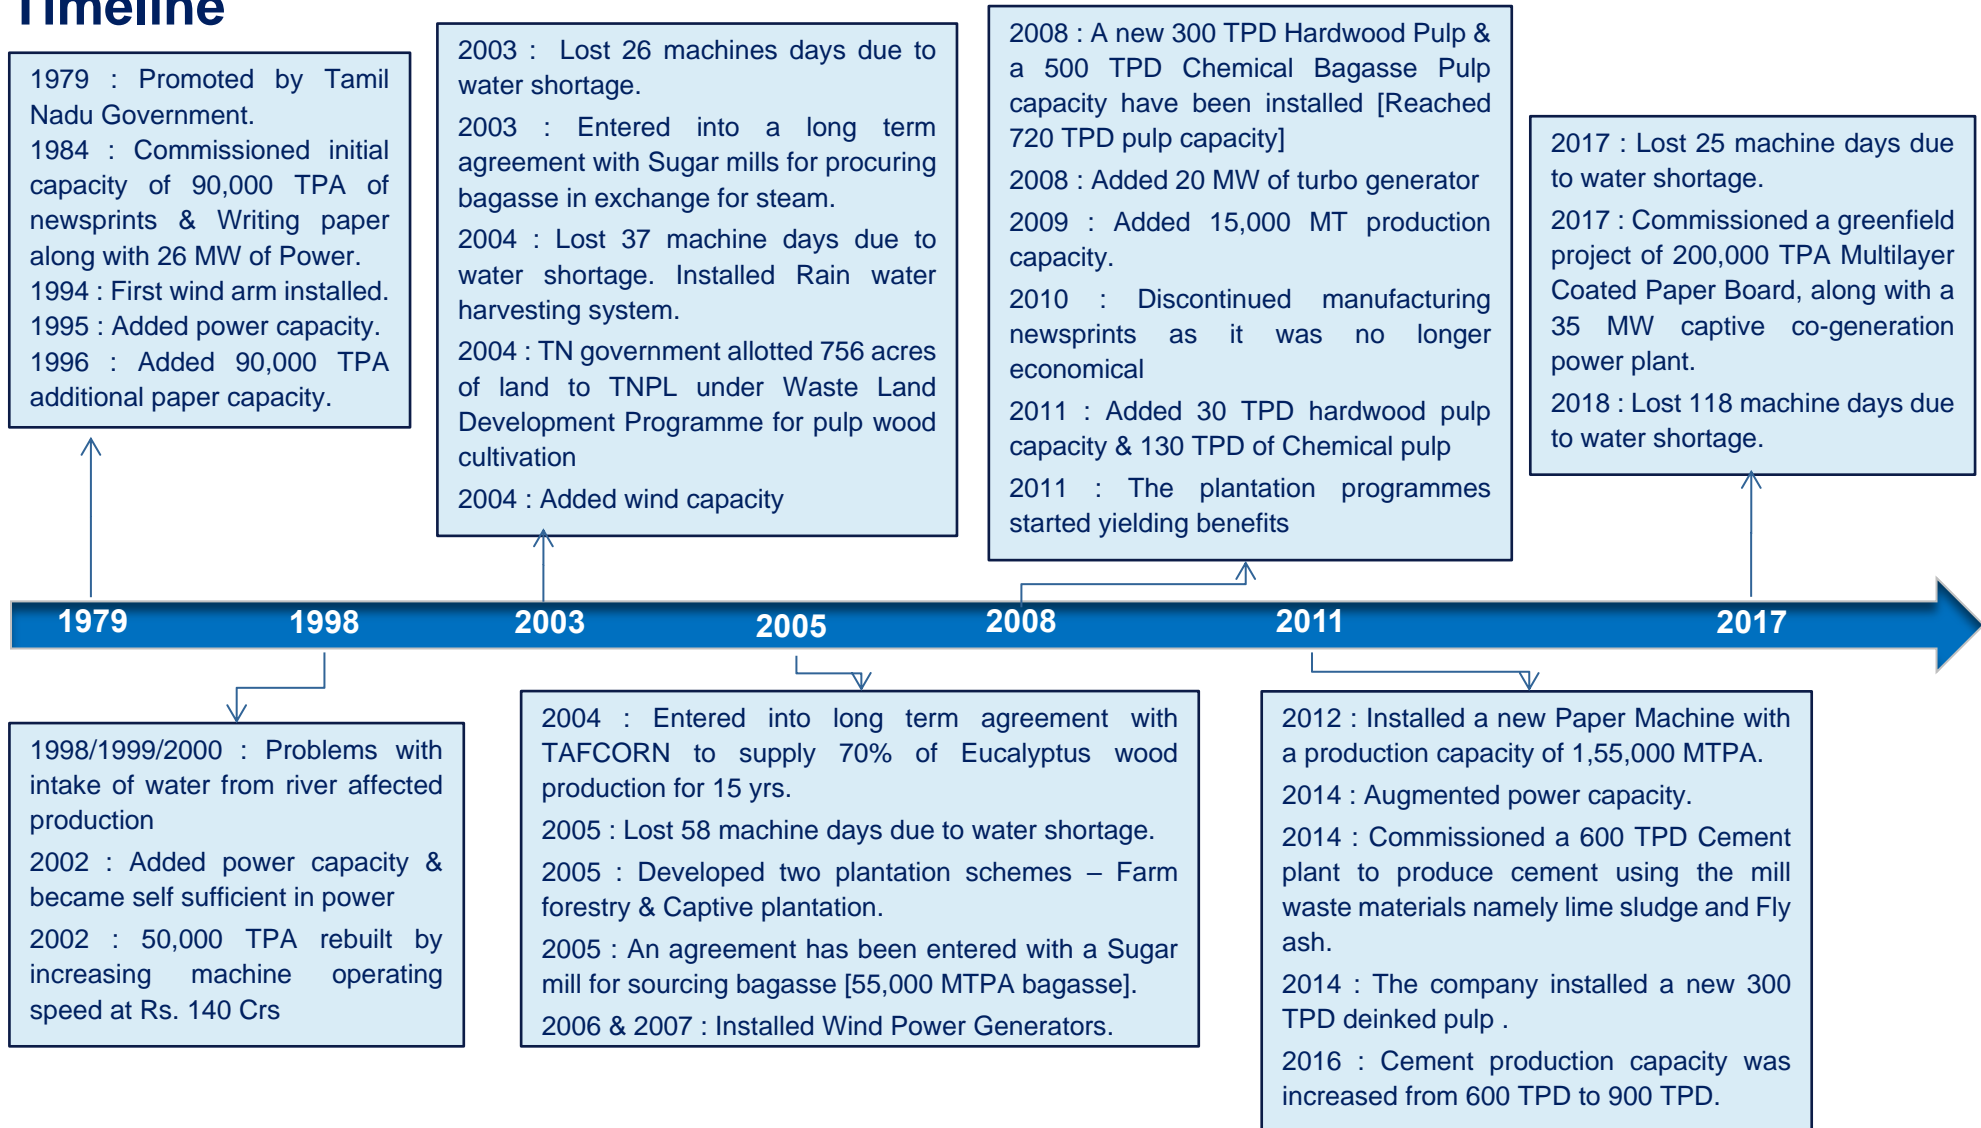 Timeline
1979 : Promoted by Tamil
Nadu Government.
1984 : Commissioned initial
capacity of 90,000 TPA of
newsprints & Writing paper
along with 26 MW of Power.
1994 : First wind arm installed.
1995 : Added power capacity.
1996 : Added 90,000 TPA
additional paper capacity.
2003 : Lost 26 machines days due to
water shortage.
2003 : Entered into a long term
agreement with Sugar mills for procuring
bagasse in exchange for steam.
2004 : Lost 37 machine days due to
water shortage. Installed Rain water
harvesting system.
2004 : TN government allotted 756 acres
of land to TNPL under Waste Land
Development Programme for pulp wood
cultivation
2004 : Added wind capacity
2008 : A new 300 TPD Hardwood Pulp &
a 500 TPD Chemical Bagasse Pulp
capacity have been installed [Reached
720 TPD pulp capacity]
2008 : Added 20 MW of turbo generator
2009 : Added 15,000 MT production
capacity.
2010 : Discontinued manufacturing
newsprints as it was no longer
economical
2011 : Added 30 TPD hardwood pulp
capacity & 130 TPD of Chemical pulp
2011 : The plantation programmes
started yielding benefits
2017 : Lost 25 machine days due
to water shortage.
2017 : Commissioned a greenfield
project of 200,000 TPA Multilayer
Coated Paper Board, along with a
35 MW captive co-generation
power plant.
2018 : Lost 118 machine days due
to water shortage.
1979 1998 2003 2005 2008 2011 2017
1998/1999/2000 : Problems with
intake of water from river affected
production
2002 : Added power capacity &
became self sufficient in power
2002 : 50,000 TPA rebuilt by
increasing machine operating
speed at Rs. 140 Crs
2004 : Entered into long term agreement with
TAFCORN to supply 70% of Eucalyptus wood
production for 15 yrs.
2005 : Lost 58 machine days due to water shortage.
2005 : Developed two plantation schemes – Farm
forestry & Captive plantation.
2005 : An agreement has been entered with a Sugar
mill for sourcing bagasse [55,000 MTPA bagasse].
2006 & 2007 : Installed Wind Power Generators.
2012 : Installed a new Paper Machine with
a production capacity of 1,55,000 MTPA.
2014 : Augmented power capacity.
2014 : Commissioned a 600 TPD Cement
plant to produce cement using the mill
waste materials namely lime sludge and Fly
ash.
2014 : The company installed a new 300
TPD deinked pulp .
2016 : Cement production capacity was
increased from 600 TPD to 900 TPD.